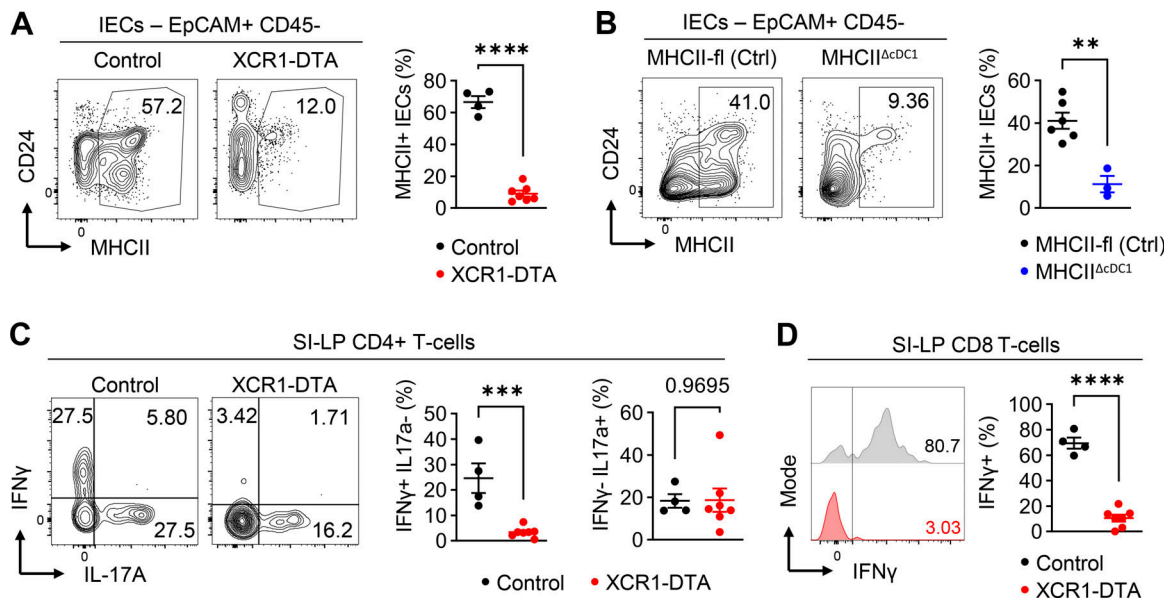 A
IECs – EpCAM+ CD45-
Control
XCR1-DTA
57.2
12.0
CD24
0
0
0
MHCII
MHCII+ IECs (%)
80
60
40
20
0
****
Control
XCR1-DTA
B
IECs – EpCAM+ CD45-
MHCII-fl (Ctrl)
MHCIIΔcDC1
41.0
9.36
CD24
0
0
0
MHCII
MHCII+ IECs (%)
60
40
20
0
**
MHCII-fl (Ctrl)
MHCIIΔcDC1
C
SI-LP CD4+ T-cells
Control
XCR1-DTA
27.5
5.80
27.5
3.42
1.71
16.2
IFNγ
0
0
0
IL-17A
IFNγ+ IL17a- (%)
50
40
30
20
10
0
***
IFNγ- IL17a+ (%)
60
40
20
0
0.9695
Control
XCR1-DTA
D
SI-LP CD8 T-cells
Mode
80.7
3.03
0
IFNγ
IFNγ+ (%)
100
80
60
40
20
0
****
Control
XCR1-DTA